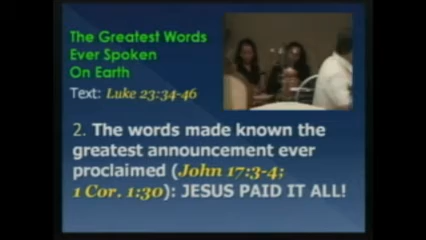 The Greatest Words
Ever Spoken
On Earth
Text: Luke 23:34-46
2. The words made known the
greatest announcement ever
proclaimed (John 17:3-4;
1 Cor. 1:30): JESUS PAID IT ALL!